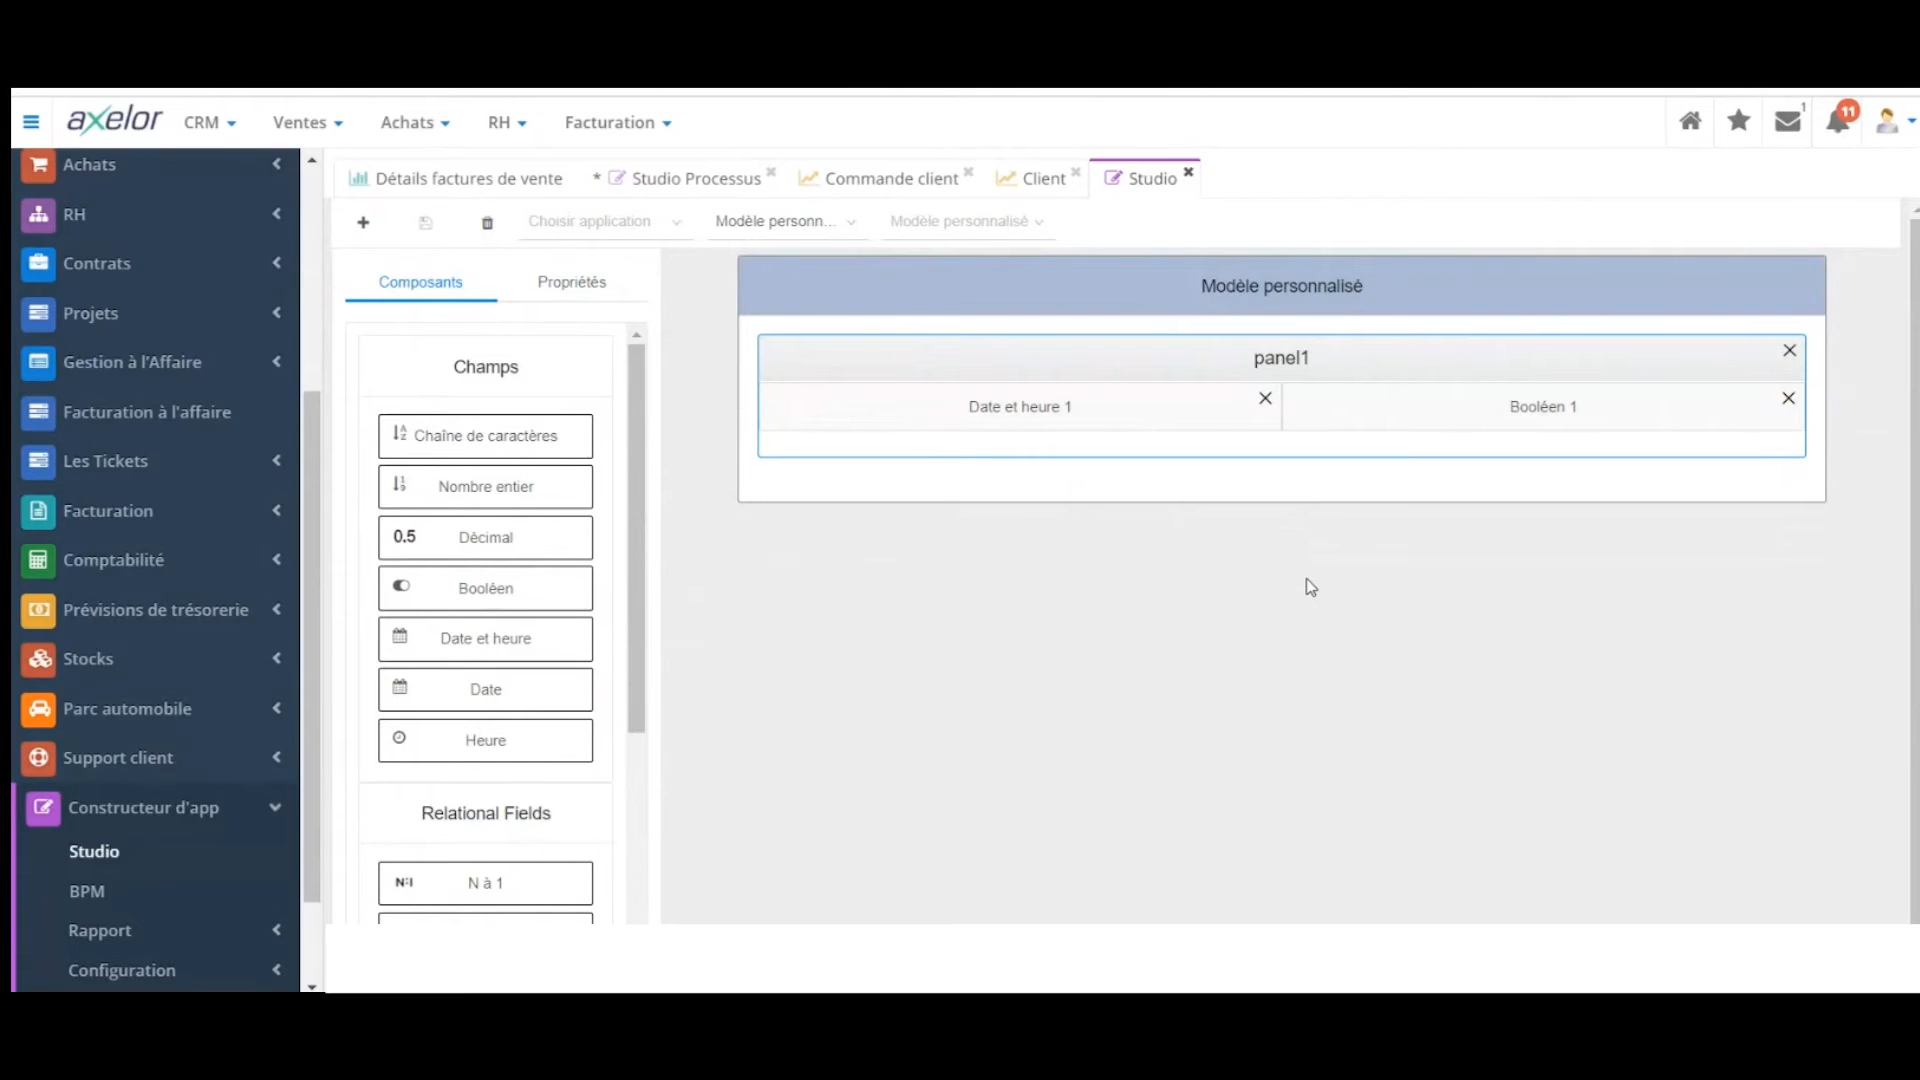 axelor
CRM
Ventes
Achats
RH
Facturation
1
11
Achats
RH
Contrats
Projets
Gestion à l'Affaire
Facturation à l'affaire
Les Tickets
Facturation
Comptabilité
Prévisions de trésorerie
Stocks
Parc automobile
Support client
Constructeur d'app
Studio
BPM
Rapport
Configuration
Détails factures de vente
* Studio Processus
Commande client
Client
Studio
Choisir application
Modèle personn...
Modèle personnalisé
Composants
Propriétés
Champs
Chaîne de caractères
Nombre entier
0.5 Décimal
Booléen
Date et heure
Date
Heure
Relational Fields
N:1 N à 1
Modèle personnalisé
panel1
Date et heure 1
Booléen 1